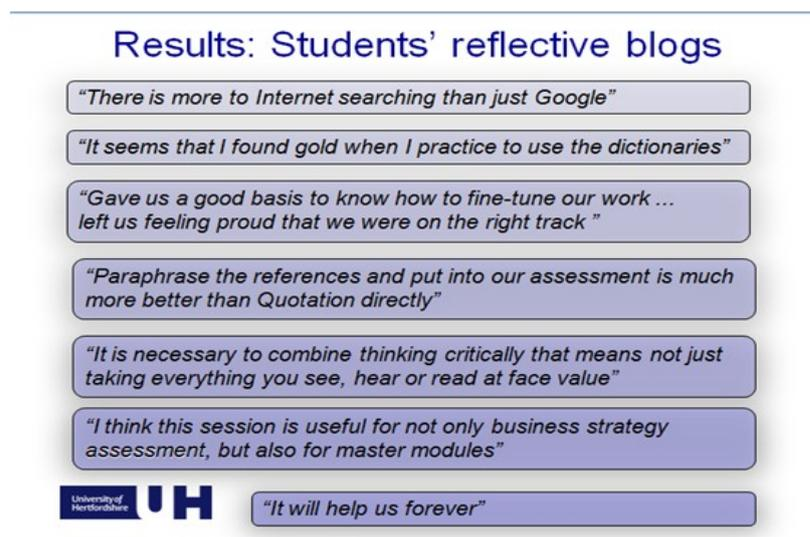 Results: Students' reflective blogs
“There is more to Internet searching than just Google”
“It seems that I found gold when I practice to use the dictionaries”
“Gave us a good basis to know how to fine-tune our work ...
left us feeling proud that we were on the right track ”
“Paraphrase the references and put into our assessment is much
more better than Quotation directly”
“It is necessary to combine thinking critically that means not just
taking everything you see, hear or read at face value”
“I think this session is useful for not only business strategy
assessment, but also for master modules”
University of
Hertfordshire
UH
“It will help us forever”